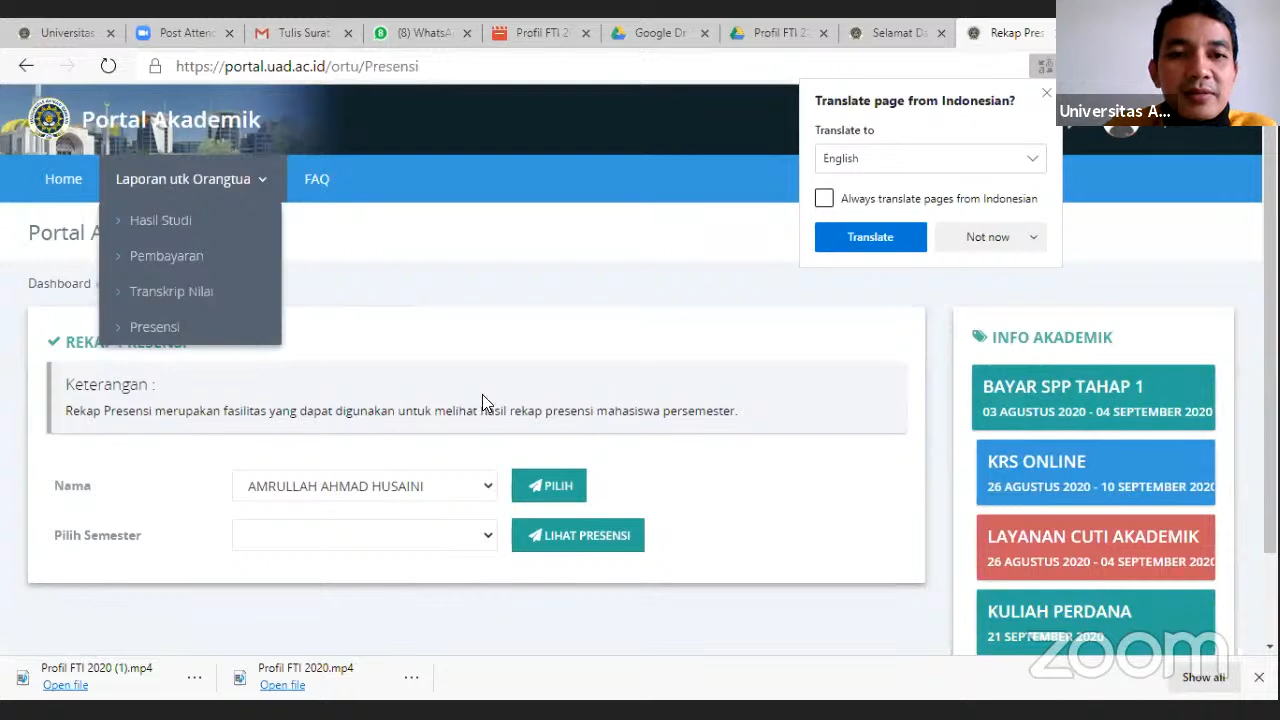 Universitas
Post Attend
Tulis Surat
(8) WhatsA
Profil FTI 2
Google Dr
Profil FTI 2
Selamat Da
Rekap Pres
https://portal.uad.ac.id/ortu/Presensi
Universitas A...
Portal Akademik
Translate page from Indonesian?
Translate to
English
Always translate pages from Indonesian
Translate
Not now
Home
Laporan utk Orangtua
FAQ
Hasil Studi
Pembayaran
Transkrip Nilai
Presensi
Portal A
Dashboard
REKAP PRESENSI
Keterangan :
Rekap Presensi merupakan fasilitas yang dapat digunakan untuk melihat hasil rekap presensi mahasiswa persemester.
Nama
AMRULLAH AHMAD HUSAINI
PILIH
Pilih Semester
LIHAT PRESENSI
INFO AKADEMIK
BAYAR SPP TAHAP 1
03 AGUSTUS 2020 - 04 SEPTEMBER 2020
KRS ONLINE
26 AGUSTUS 2020 - 10 SEPTEMBER 2020
LAYANAN CUTI AKADEMIK
26 AGUSTUS 2020 - 04 SEPTEMBER 2020
KULIAH PERDANA
21 SEPTEMBER 2020
zoom
Profil FTI 2020 (1).mp4
Open file
Profil FTI 2020.mp4
Open file
Show all